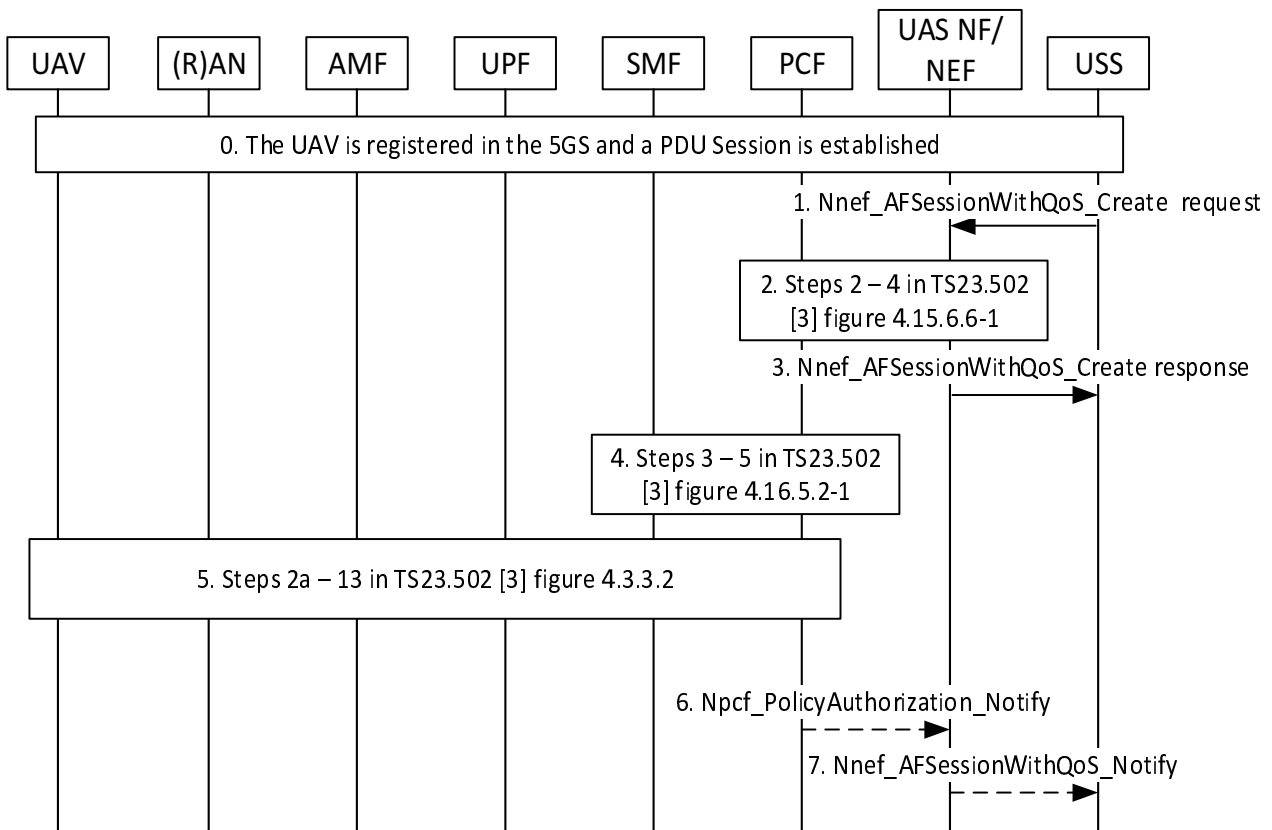 UAV
(R)AN
AMF
UPF
SMF
PCF
UAS NF/
NEF
USS
0. The UAV is registered in the 5GS and a PDU Session is established
1. Nnef_AFSessionWithQoS_Create request
2. Steps 2 – 4 in TS23.502
[3] figure 4.15.6.6-1
3. Nnef_AFSessionWithQoS_Create response
4. Steps 3 – 5 in TS23.502
[3] figure 4.16.5.2-1
5. Steps 2a – 13 in TS23.502 [3] figure 4.3.3.2
6. Npcf_PolicyAuthorization_Notify
7. Nnef_AFSessionWithQoS_Notify